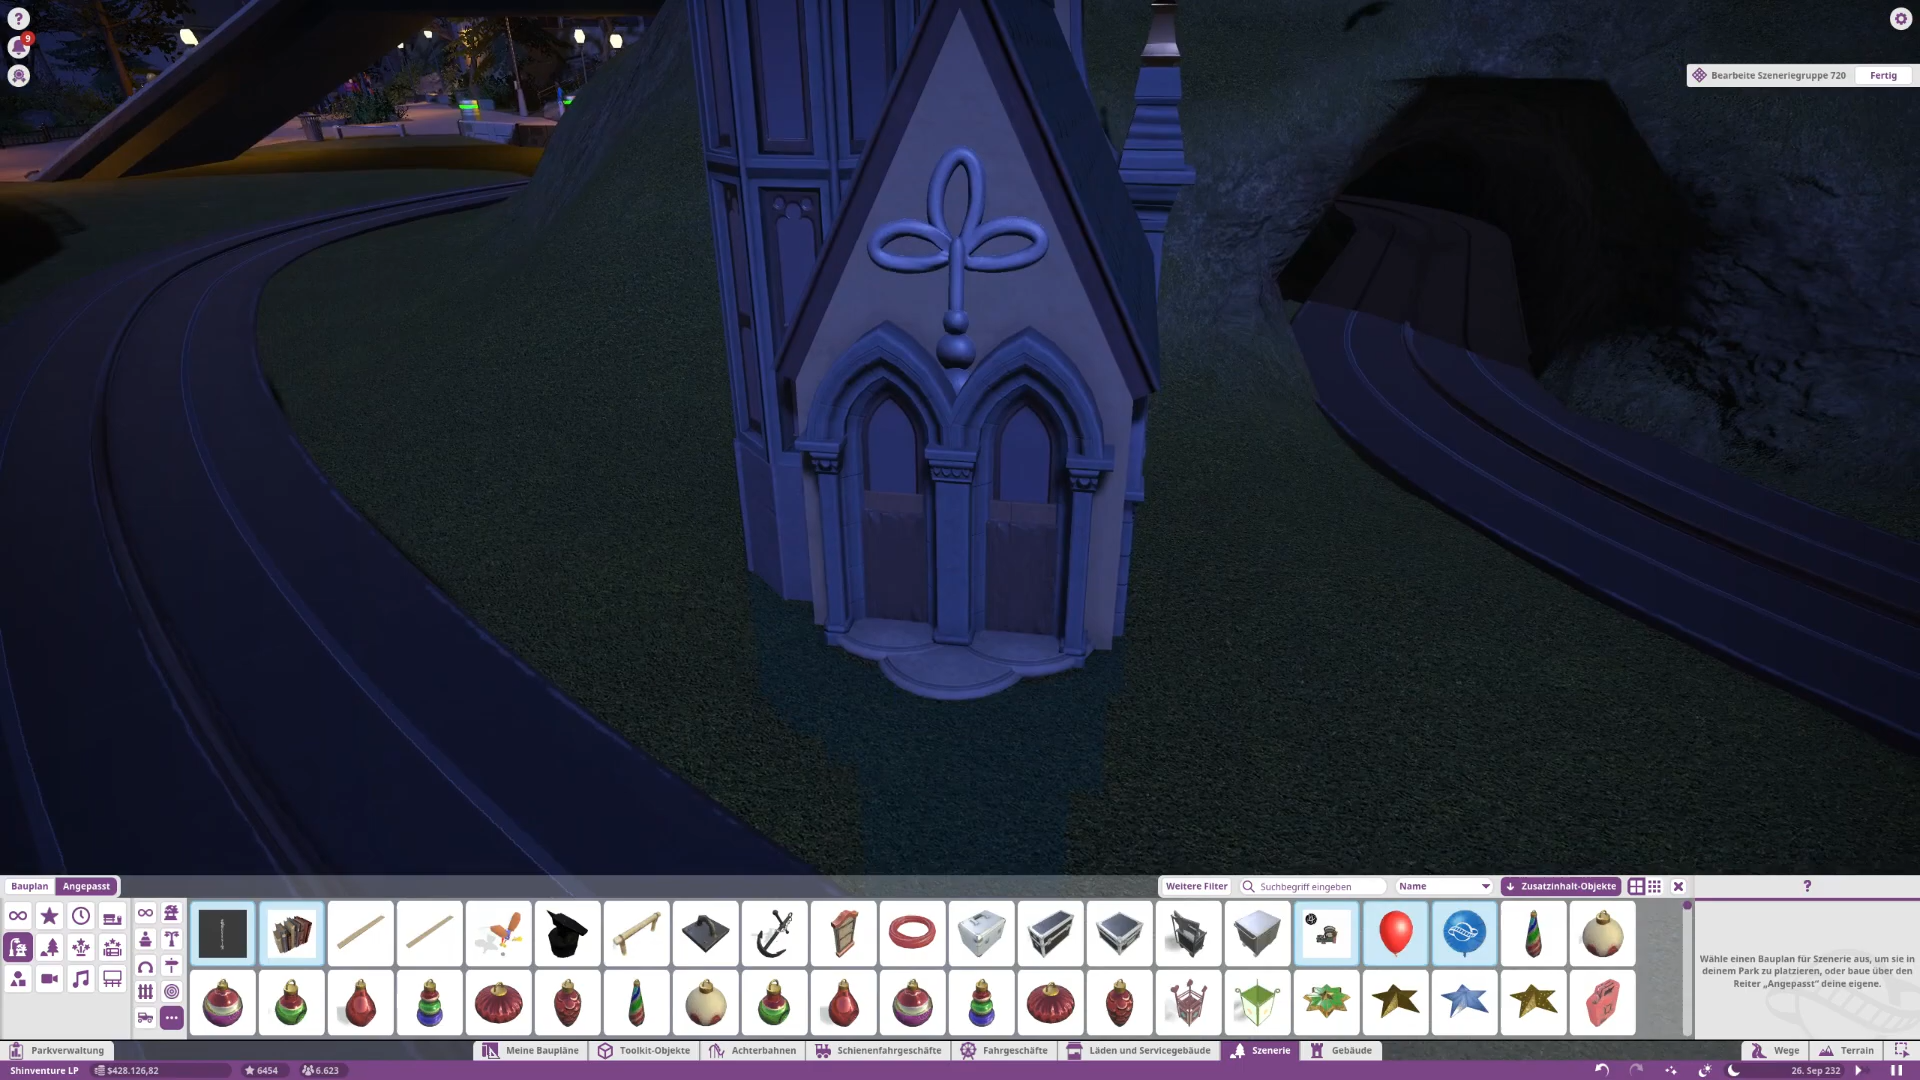 9
Bearbeite Szeneriegruppe 720
Fertig
Bauplan
Angepasst
Weitere Filter
Suchbegriff eingeben
Name
Zusatzinhalt-Objekte
?
Wähle einen Bauplan für Szenerie aus, um sie in
deinem Park zu platzieren, oder baue über den
Reiter „Angepasst“ deine eigene.
Parkverwaltung
Meine Baupläne
Toolkit-Objekte
Achterbahnen
Schienenfahrgeschäfte
Fahrgeschäfte
Läden und Servicegebäude
Szenerie
Gebäude
Wege
Terrain
Shinventure LP
$428.126,82
6454
6.623
26. Sep 232